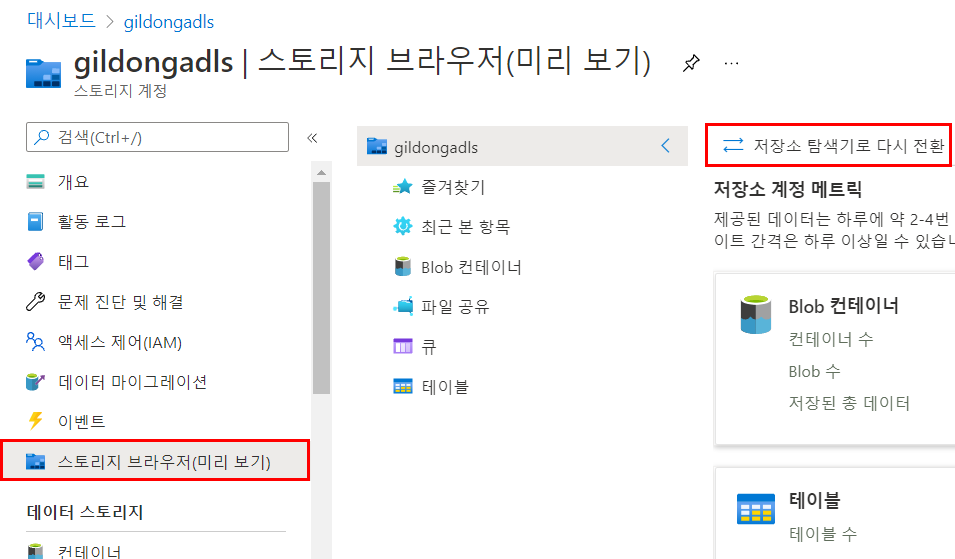 대시보드 > gildongadls
gildongadls | 스토리지 브라우저(미리 보기)
스토리지 계정
검색(Ctrl+/)
개요
활동 로그
태그
문제 진단 및 해결
액세스 제어(IAM)
데이터 마이그레이션
이벤트
스토리지 브라우저(미리 보기)
데이터 스토리지
컨테이너
gildongadls
즐겨찾기
최근 본 항목
Blob 컨테이너
파일 공유
큐
테이블
저장소 탐색기로 다시 전환
저장소 계정 메트릭
제공된 데이터는 하루에 약 2-4번
이트 간격은 하루 이상일 수 있습니
Blob 컨테이너
컨테이너 수
Blob 수
저장된 총 데이터
테이블
테이블 수